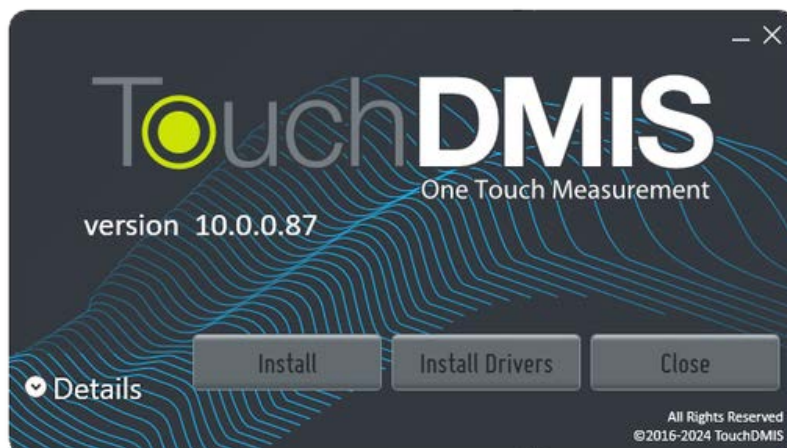 TouchDMIS
One Touch Measurement
version 10.0.0.87
Install
Install Drivers
Close
Details
All Rights Reserved
©2016-2024 TouchDMIS